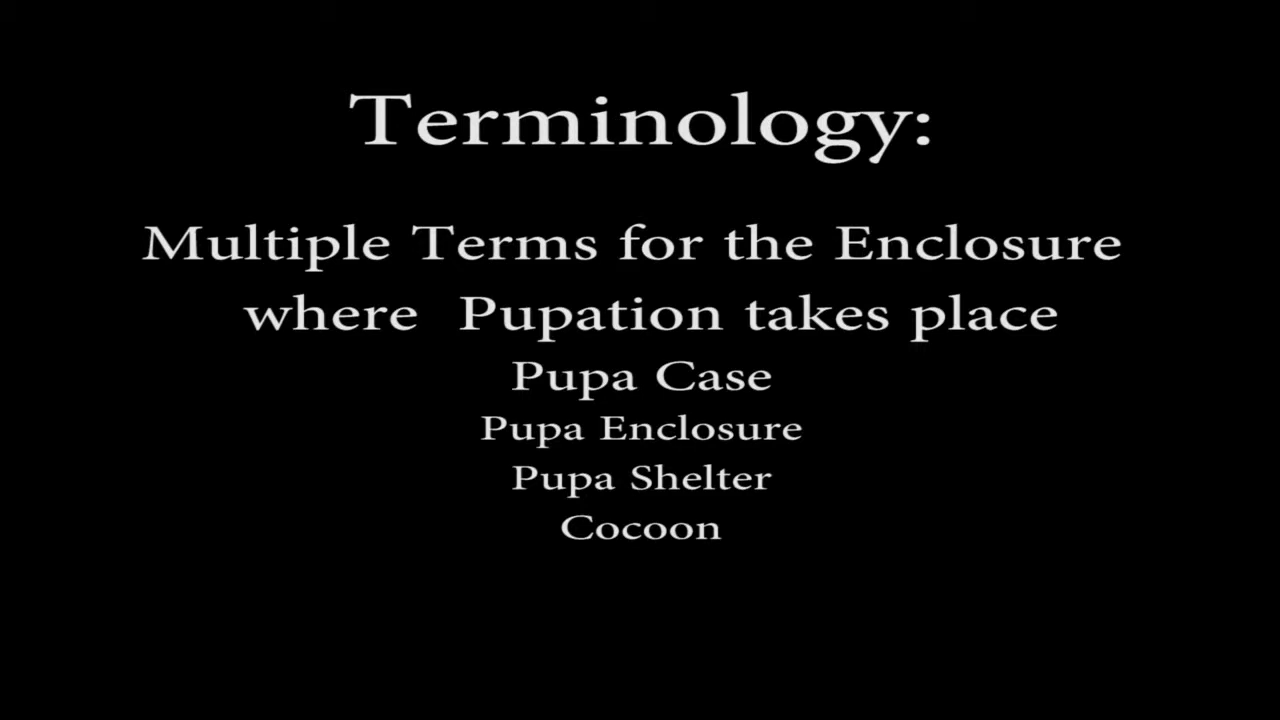 Terminology:
Multiple Terms for the Enclosure
where Pupation takes place
Pupa Case
Pupa Enclosure
Pupa Shelter
Cocoon